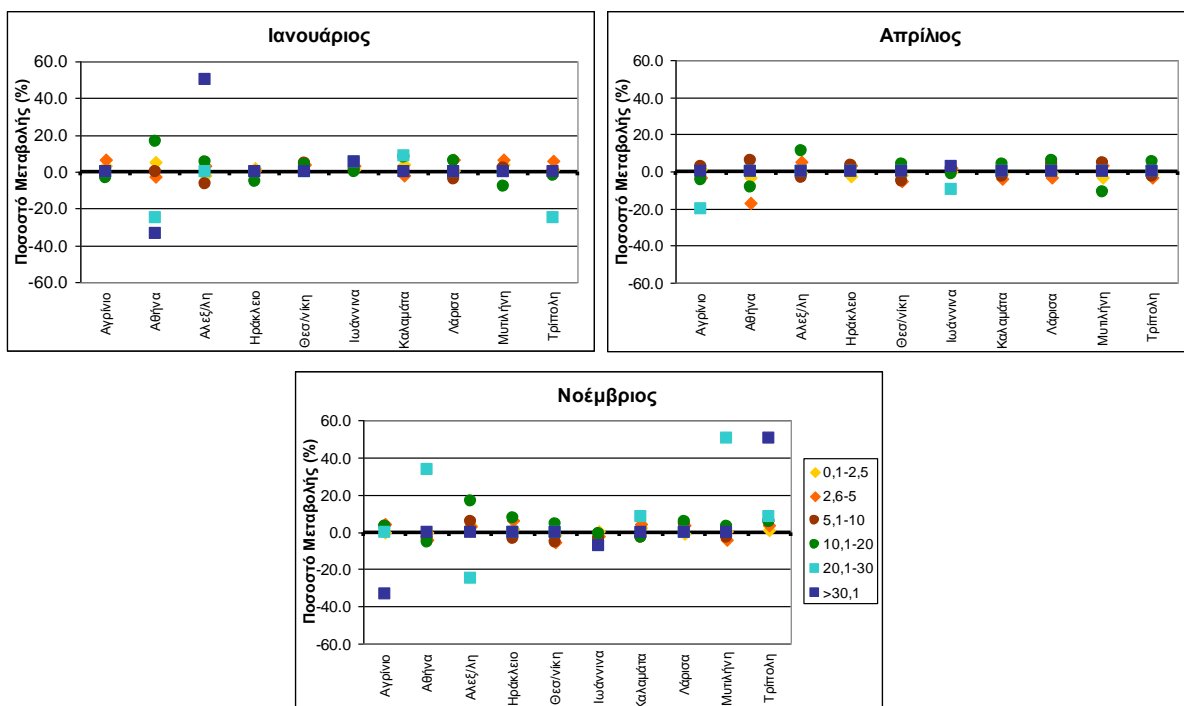 Ιανουάριος
Ποσοστό Μεταβολής (%)
60.0
40.0
20.0
0.0
-20.0
-40.0
-60.0
Αγρίνιο
Αθήνα
Αλεξ/λη
Ηράκλειο
Θεσ/νίκη
Ιωάννινα
Καλαμάτα
Λάρισα
Μυτιλήνη
Τρίπολη
Απρίλιος
Ποσοστό Μεταβολής (%)
60.0
40.0
20.0
0.0
-20.0
-40.0
-60.0
Αγρίνιο
Αθήνα
Αλεξ/λη
Ηράκλειο
Θεσ/νίκη
Ιωάννινα
Καλαμάτα
Λάρισα
Μυτιλήνη
Τρίπολη
Νοέμβριος
Ποσοστό Μεταβολής (%)
60.0
40.0
20.0
0.0
-20.0
-40.0
-60.0
Αγρίνιο
Αθήνα
Αλεξ/λη
Ηράκλειο
Θεσ/νίκη
Ιωάννινα
Καλαμάτα
Λάρισα
Μυτιλήνη
Τρίπολη
0,1-2,5
2,6-5
5,1-10
10,1-20
20,1-30
>30,1